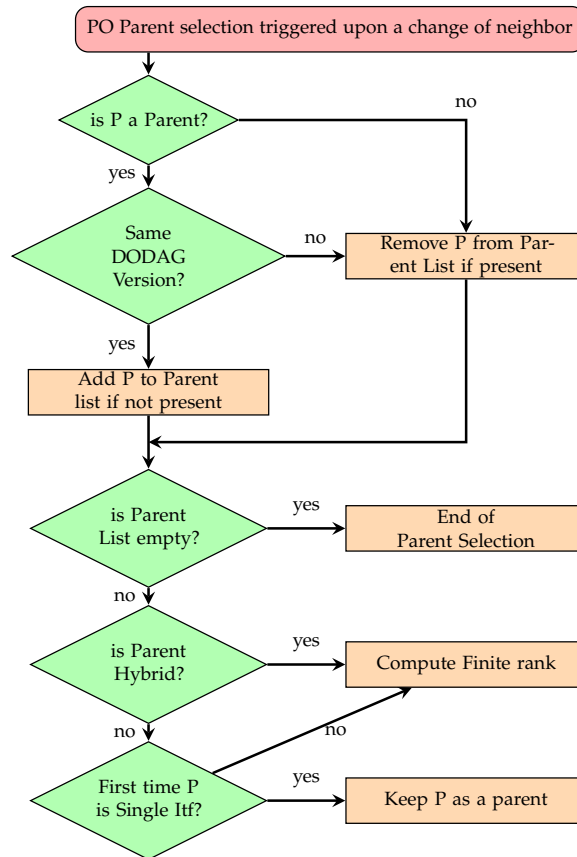 PO Parent selection triggered upon a change of neighbor
is P a Parent?
no
yes
Same
DODAG
Version?
no
Remove P from Par-
ent List if present
yes
Add P to Parent
list if not present
is Parent
List empty?
yes
End of
Parent Selection
no
is Parent
Hybrid?
yes
Compute Finite rank
no
no
First time P
is Single Itf?
yes
Keep P as a parent